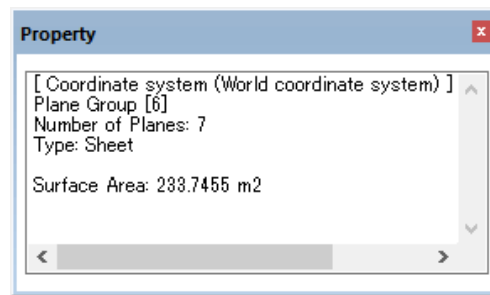 Property
[ Coordinate system (World coordinate system) ]
Plane Group [6]
Number of Planes: 7
Type: Sheet
Surface Area: 233.7455 m2